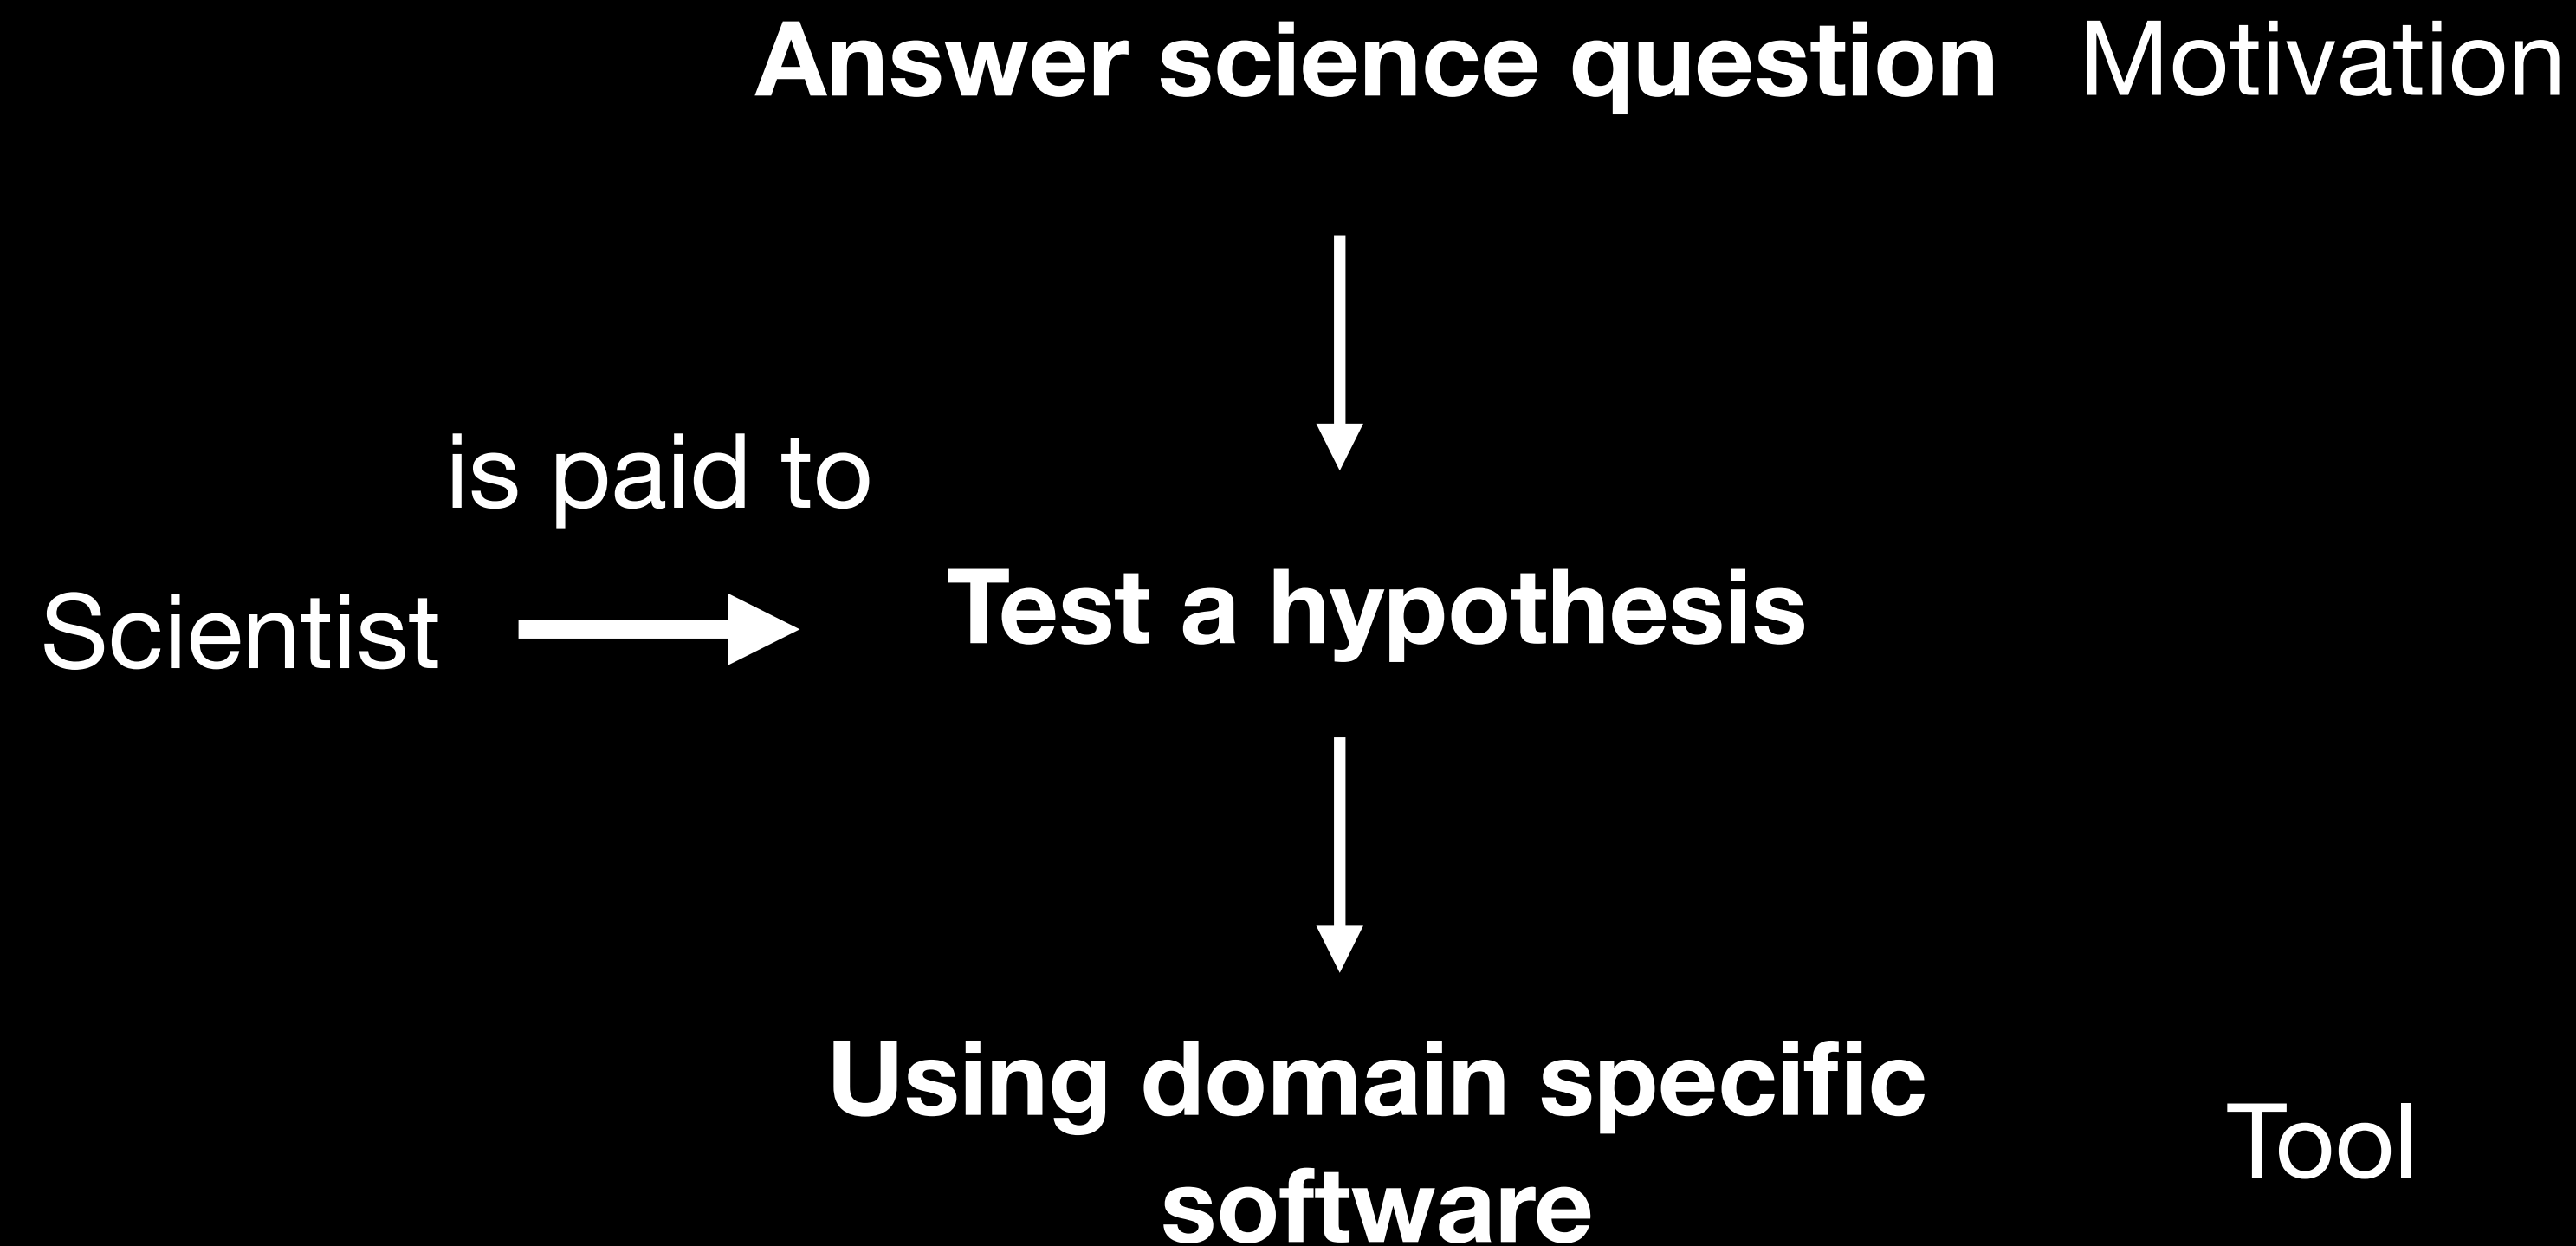 Answer science question
Motivation
is paid to
Scientist
Test a hypothesis
Using domain specific
software
Tool